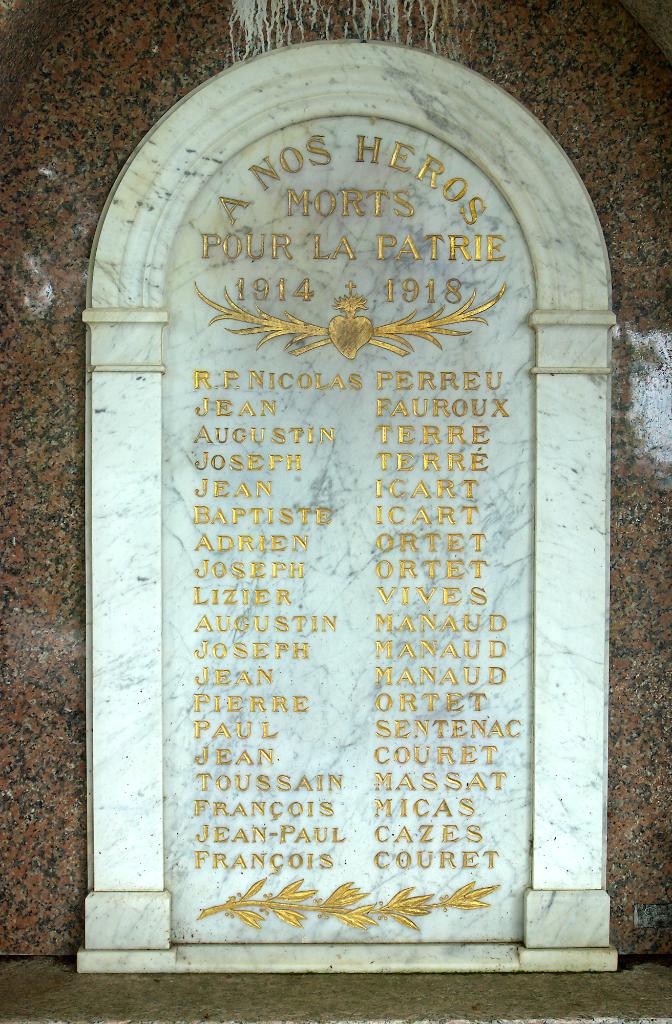 A NOS HEROS
MORTS
POUR LA PATRIE
1914 1918
R.P. NICOLAS PERREU
JEAN FAUROUX
AUGUSTIN TERRE
JOSEPH TERRÉ
JEAN ICART
BAPTISTE ICART
ADRIEN ORTET
JOSEPH ORTET
LIZIER VIVES
AUGUSTIN MANAUD
JOSEPH MANAUD
JEAN MANAUD
PIERRE ORTET
PAUL SENTENAC
JEAN COURET
TOUSSAIN MASSAT
FRANÇOIS MICAS
JEAN-PAUL CAZES
FRANÇOIS COURET